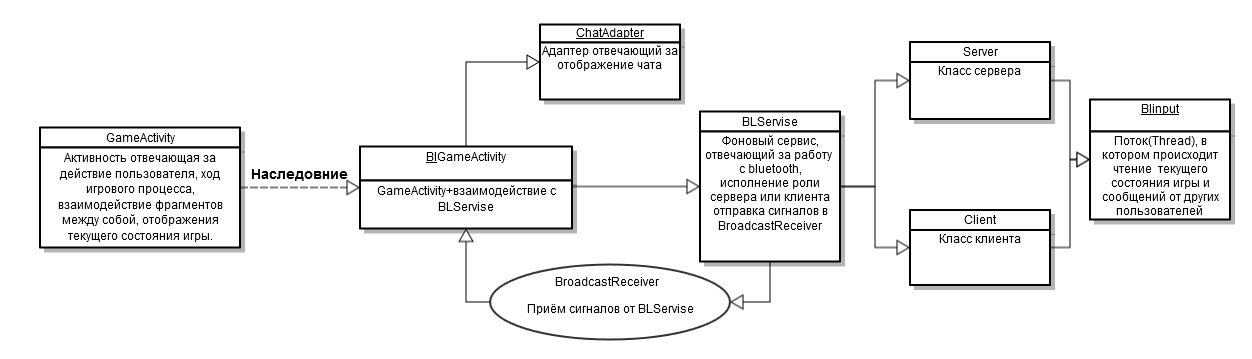 ChatAdapter
Адаптер отвечающий за
отображение чата
GameActivity
Активность отвечающая за
действие пользователя, ход
игрового процесса,
взаимодействие фрагментов
между собой, отображения
текущего состояния игры.
Наследовние
BlGameActivity
GameActivity+взаимодействие с
BLServise
BroadcastReceiver
Приём сигналов от BLServise
BLServise
Фоновый сервис,
отвечающий за работу
с bluetooth,
исполнение роли
сервера или клиента
отправка сигналов в
BroadcastReceiver
Server
Класс сервера
Client
Класс клиента
BlInput
Поток(Thread), в
котором происходит
чтение текущего
состояния игры и
сообщений от других
пользователей